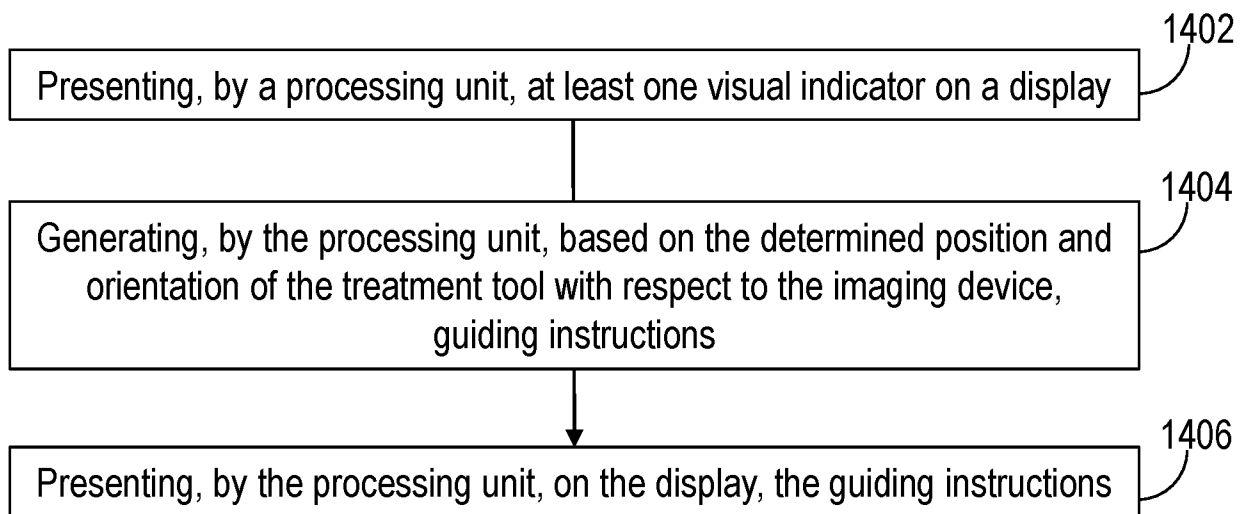 1402
Presenting, by a processing unit, at least one visual indicator on a display
1404
Generating, by the processing unit, based on the determined position and
orientation of the treatment tool with respect to the imaging device,
guiding instructions
1406
Presenting, by the processing unit, on the display, the guiding instructions